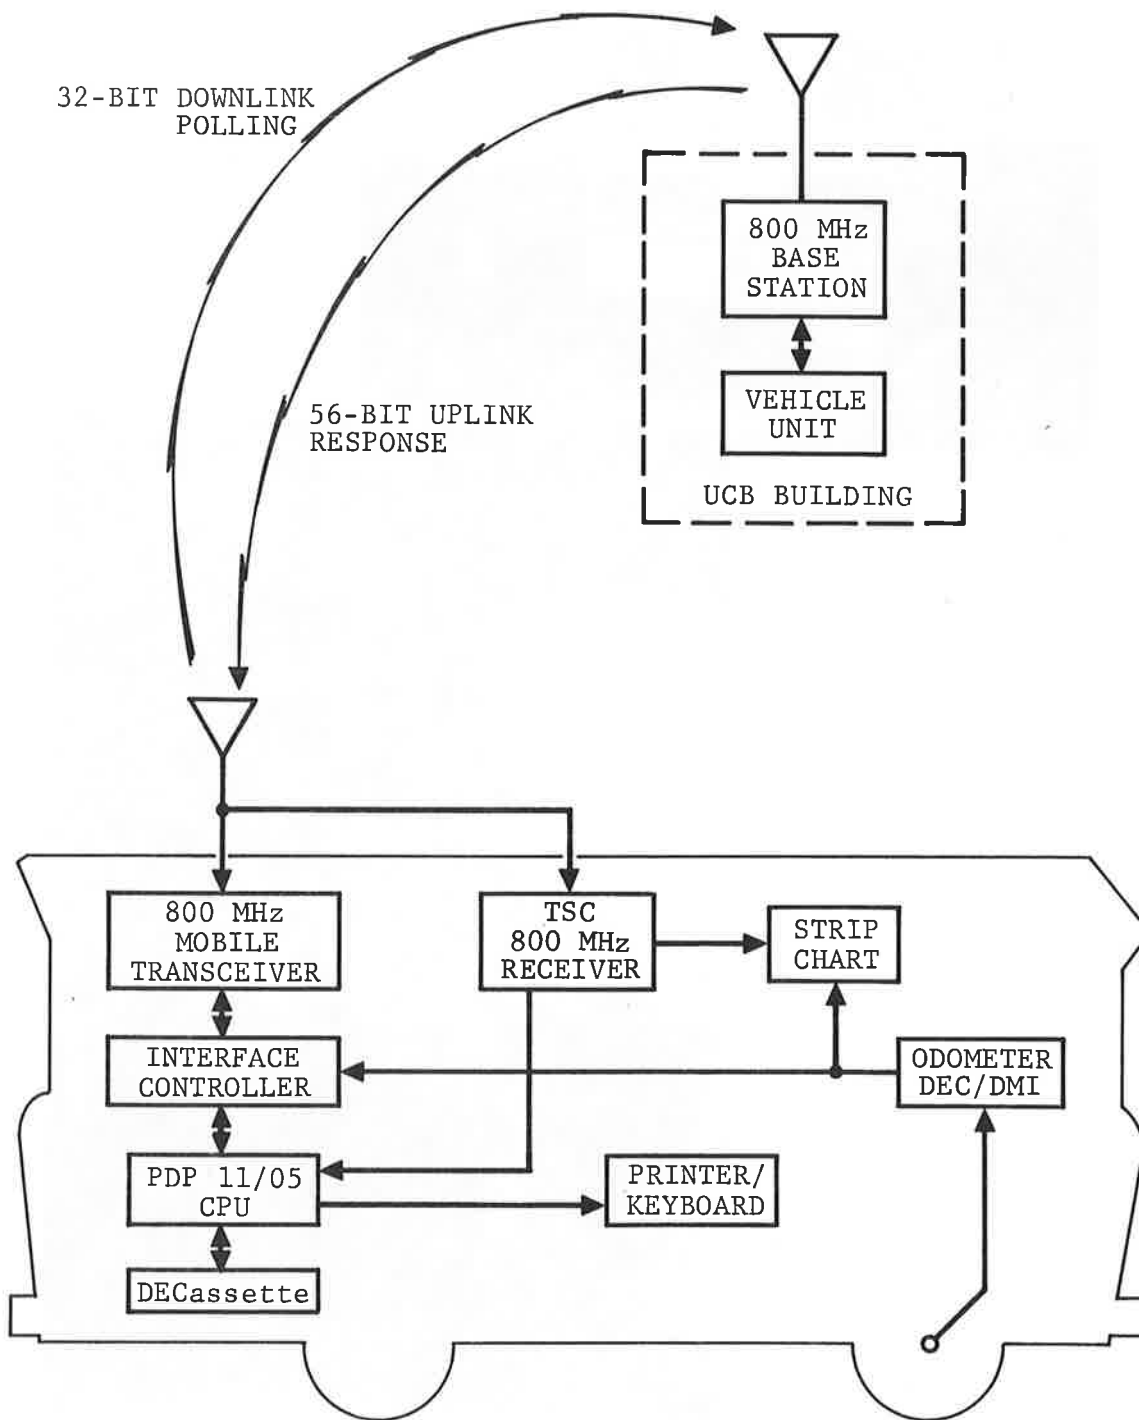 32-BIT DOWNLINK
POLLING
800 MHz
BASE
STATION
VEHICLE
UNIT
UCB BUILDING
56-BIT UPLINK
RESPONSE
800 MHz
MOBILE
TRANSCEIVER
TSC
800 MHz
RECEIVER
STRIP
CHART
INTERFACE
CONTROLLER
ODOMETER
DEC/DMI
PDP 11/05
CPU
PRINTER/
KEYBOARD
DECassette